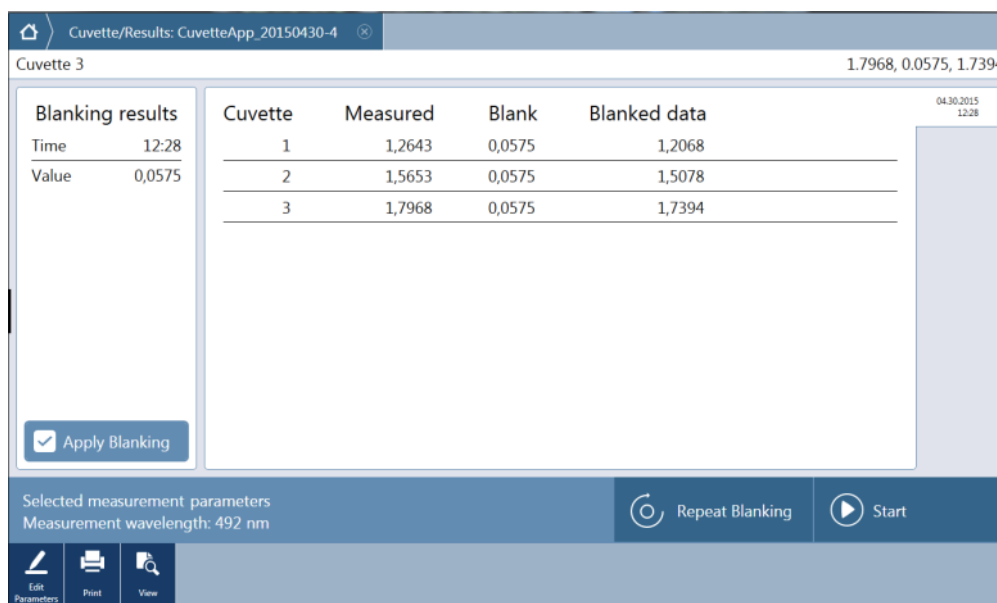 Cuvette/Results: CuvetteApp_20150430-4
Cuvette 3 1.7968, 0.0575, 1.7394
Blanking results
Time 12:28
Value 0,0575
Apply Blanking
Cuvette Measured Blank Blanked data
1 1,2643 0,0575 1,2068
2 1,5653 0,0575 1,5078
3 1,7968 0,0575 1,7394
04.30.2015
12:28
Selected measurement parameters
Measurement wavelength: 492 nm
Repeat Blanking
Start
Edit
Parameters
Print
View